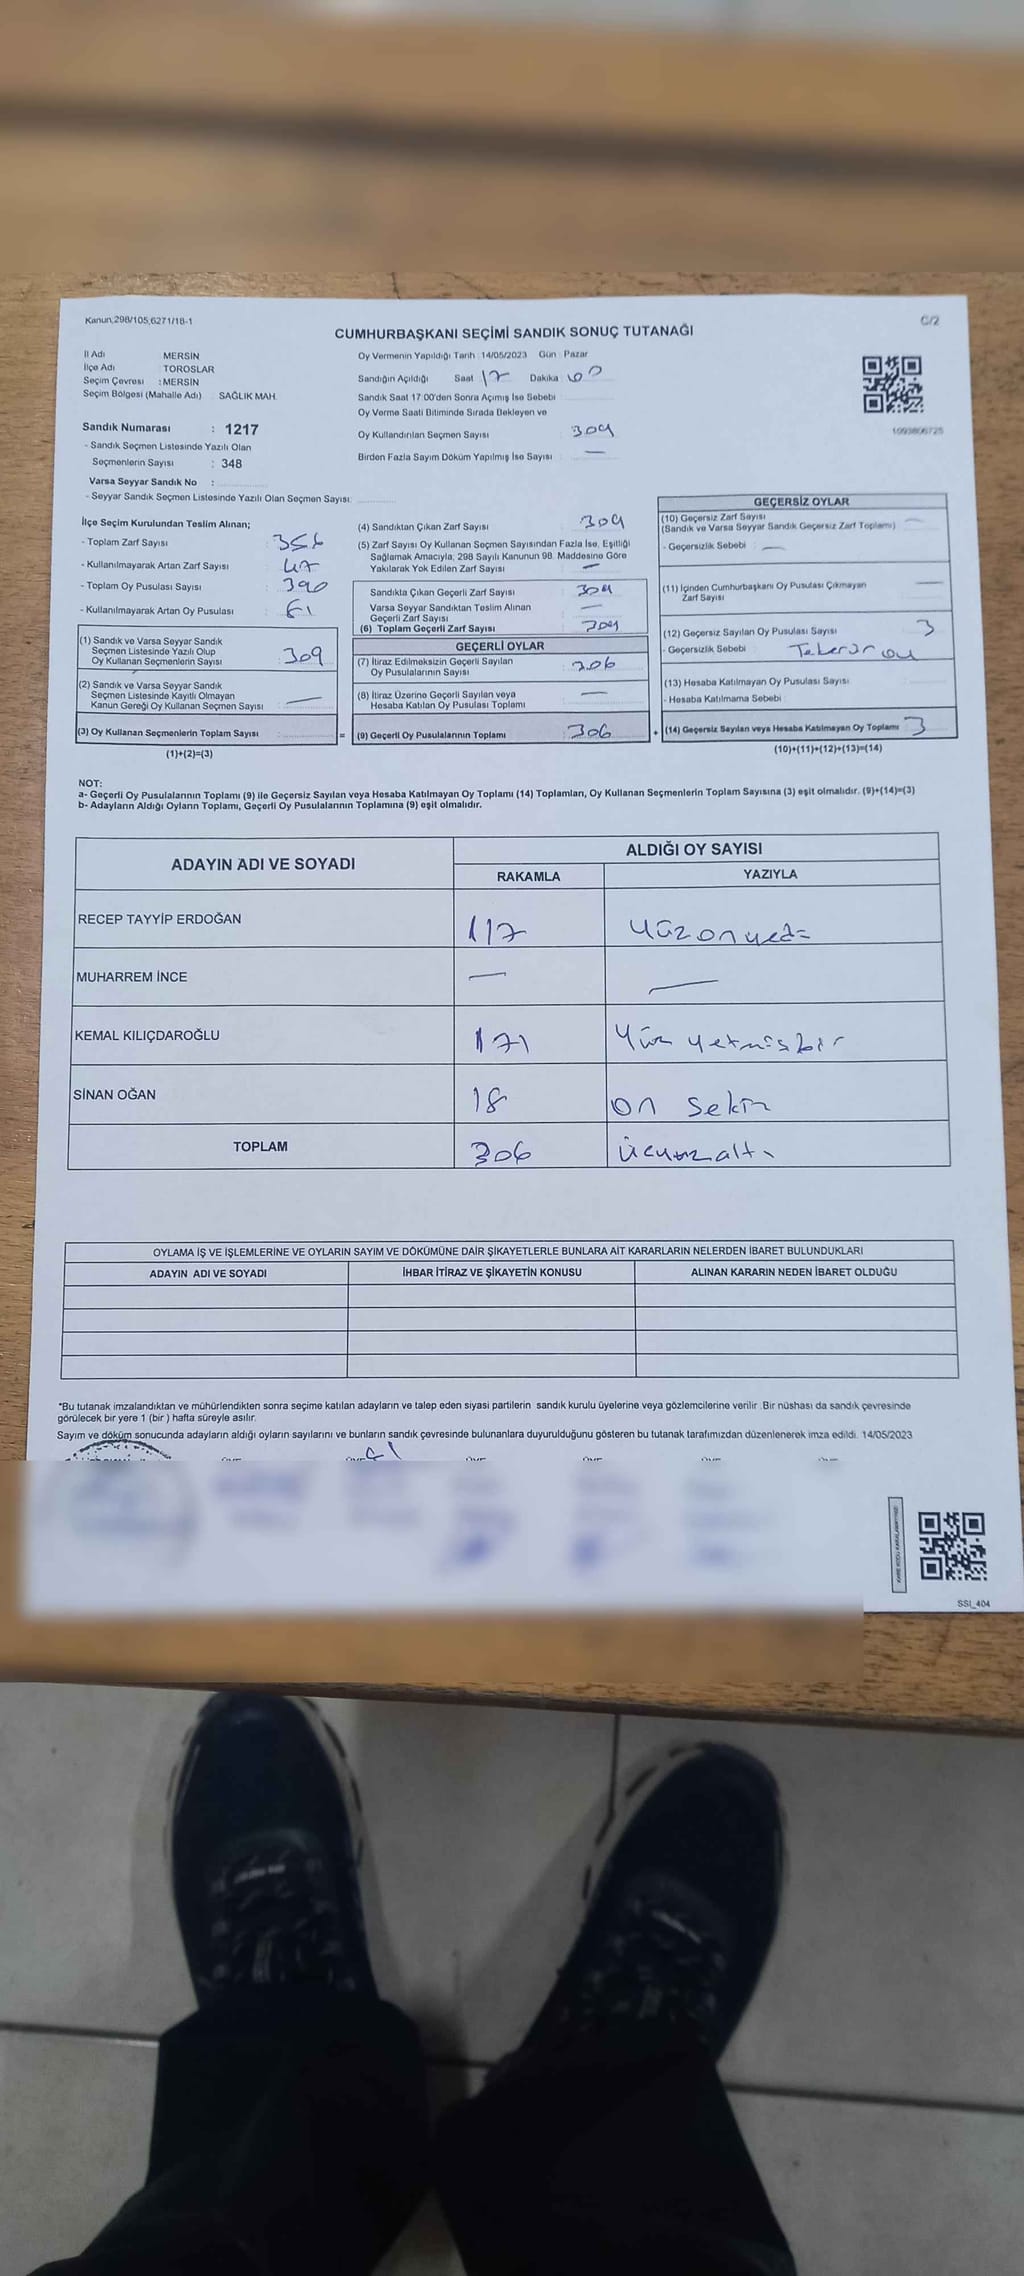 Kanun;298/105,6271/18-1
C/2
CUMHURBAŞKANI SEÇİMİ SANDIK SONUÇ TUTANAĞI
İl Adı MERSİN
İlçe Adı TOROSLAR
Seçim Çevresi : MERSİN
Seçim Bölgesi (Mahalle Adı) SAĞLIK MAH.
Sandık Numarası : 1217
- Sandık Seçmen Listesinde Yazılı Olan
Seçmenlerin Sayısı : 348
Varsa Seyyar Sandık No :
- Seyyar Sandık Seçmen Listesinde Yazılı Olan Seçmen Sayısı:
Oy Vermenin Yapıldığı Tarih : 14/05/2023 Gün : Pazar
Sandığın Açıldığı Saat 17 Dakika 00
Sandık Saat 17:00'den Sonra Açımış İse Sebebi :
Oy Verme Saati Bitiminde Sırada Bekleyen ve
Oy Kullandırılan Seçmen Sayısı 309
Birden Fazla Sayım Döküm Yapılmış İse Sayısı : —
1093806725
İlçe Seçim Kurulundan Teslim Alınan;
- Toplam Zarf Sayısı : 356
- Kullanılmayarak Artan Zarf Sayısı : 47
- Toplam Oy Pusulası Sayısı : 390
- Kullanılmayarak Artan Oy Pusulası :
(1) Sandık ve Varsa Seyyar Sandık
Seçmen Listesinde Yazılı Olup
Oy Kullanan Seçmenlerin Sayısı : 309
(2) Sandık ve Varsa Seyyar Sandık
Seçmen Listesinde Kayıtlı Olmayan
Kanun Gereği Oy Kullanan Seçmen Sayısı : —
(3) Oy Kullanan Seçmenlerin Toplam Sayısı :
(1)+(2)=(3)
=
(4) Sandıktan Çıkan Zarf Sayısı : 309
(5) Zarf Sayısı Oy Kullanan Seçmen Sayısından Fazla İse, Eşitliği
Sağlamak Amacıyla, 298 Sayılı Kanunun 98. Maddesine Göre
Yakılarak Yok Edilen Zarf Sayısı : —
Sandıkta Çıkan Geçerli Zarf Sayısı : 309
Varsa Seyyar Sandıktan Teslim Alınan
Geçerli Zarf Sayısı : —
(6) Toplam Geçerli Zarf Sayısı : 309
GEÇERLİ OYLAR
(7) İtiraz Edilmeksizin Geçerli Sayılan
Oy Pusulalarının Sayısı : 306
(8) İtiraz Üzerine Geçerli Sayılan veya
Hesaba Katılan Oy Pusulası Toplamı : —
(9) Geçerli Oy Pusulalarının Toplamı : 306
+
GEÇERSİZ OYLAR
(10) Geçersiz Zarf Sayısı
(Sandık ve Varsa Seyyar Sandık Geçersiz Zarf Toplamı) : —
- Geçersizlik Sebebi : —
(11) İçinden Cumhurbaşkanı Oy Pusulası Çıkmayan
Zarf Sayısı —
(12) Geçersiz Sayılan Oy Pusulası Sayısı 3
- Geçersizlik Sebebi : oy
(13) Hesaba Katılmayan Oy Pusulası Sayısı
- Hesaba Katılmama Sebebi :
(14) Geçersiz Sayılan veya Hesaba Katılmayan Oy Toplamı 3
(10)+(11)+(12)+(13)=(14)
NOT:
a- Geçerli Oy Pusulalarının Toplamı (9) ile Geçersiz Sayılan veya Hesaba Katılmayan Oy Toplamı (14) Toplamları, Oy Kullanan Seçmenlerin Toplam Sayısına (3) eşit olmalıdır. (9)+(14)=(3)
b- Adayların Aldığı Oyların Toplamı, Geçerli Oy Pusulalarının Toplamına (9) eşit olmalıdır.
ADAYIN ADI VE SOYADI ALDIĞI OY SAYISI
RAKAMLA YAZIYLA
RECEP TAYYİP ERDOĞAN 117 Yüzonyedi
MUHARREM İNCE — —
KEMAL KILIÇDAROĞLU 171 Yüz yetmişbir
SİNAN OĞAN 18 on sekiz
TOPLAM 306 Üçyüzaltı
OYLAMA İŞ VE İŞLEMLERİNE VE OYLARIN SAYIM VE DÖKÜMÜNE DAİR ŞİKAYETLERLE BUNLARA AİT KARARLARIN NELERDEN İBARET BULUNDUKLARI
ADAYIN ADI VE SOYADI İHBAR İTİRAZ VE ŞİKAYETİN KONUSU ALINAN KARARIN NEDEN İBARET OLDUĞU
*Bu tutanak imzalandıktan ve mühürlendikten sonra seçime katılan adayların ve talep eden siyasi partilerin sandık kurulu üyelerine veya gözlemcilerine verilir .Bir nüshası da sandık çevresinde
görülecek bir yere 1 (bir ) hafta süreyle asılır.
Sayım ve döküm sonucunda adayların aldığı oyların sayılarını ve bunların sandık çevresinde bulunanlara duyurulduğunu gösteren bu tutanak tarafımızdan düzenlenerek imza edildi. 14/05/2023
SSI_404